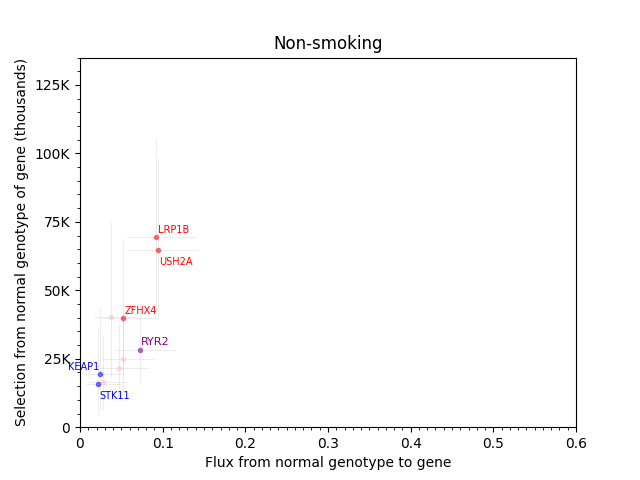 Non-smoking
Selection from normal genotype of gene (thousands)
125K
100K
75K
50K
25K
0
LRP1B
USH2A
ZFHX4
RYR2
KEAP1
STK11
0
0.1
0.2
0.3
0.4
0.5
0.6
Flux from normal genotype to gene